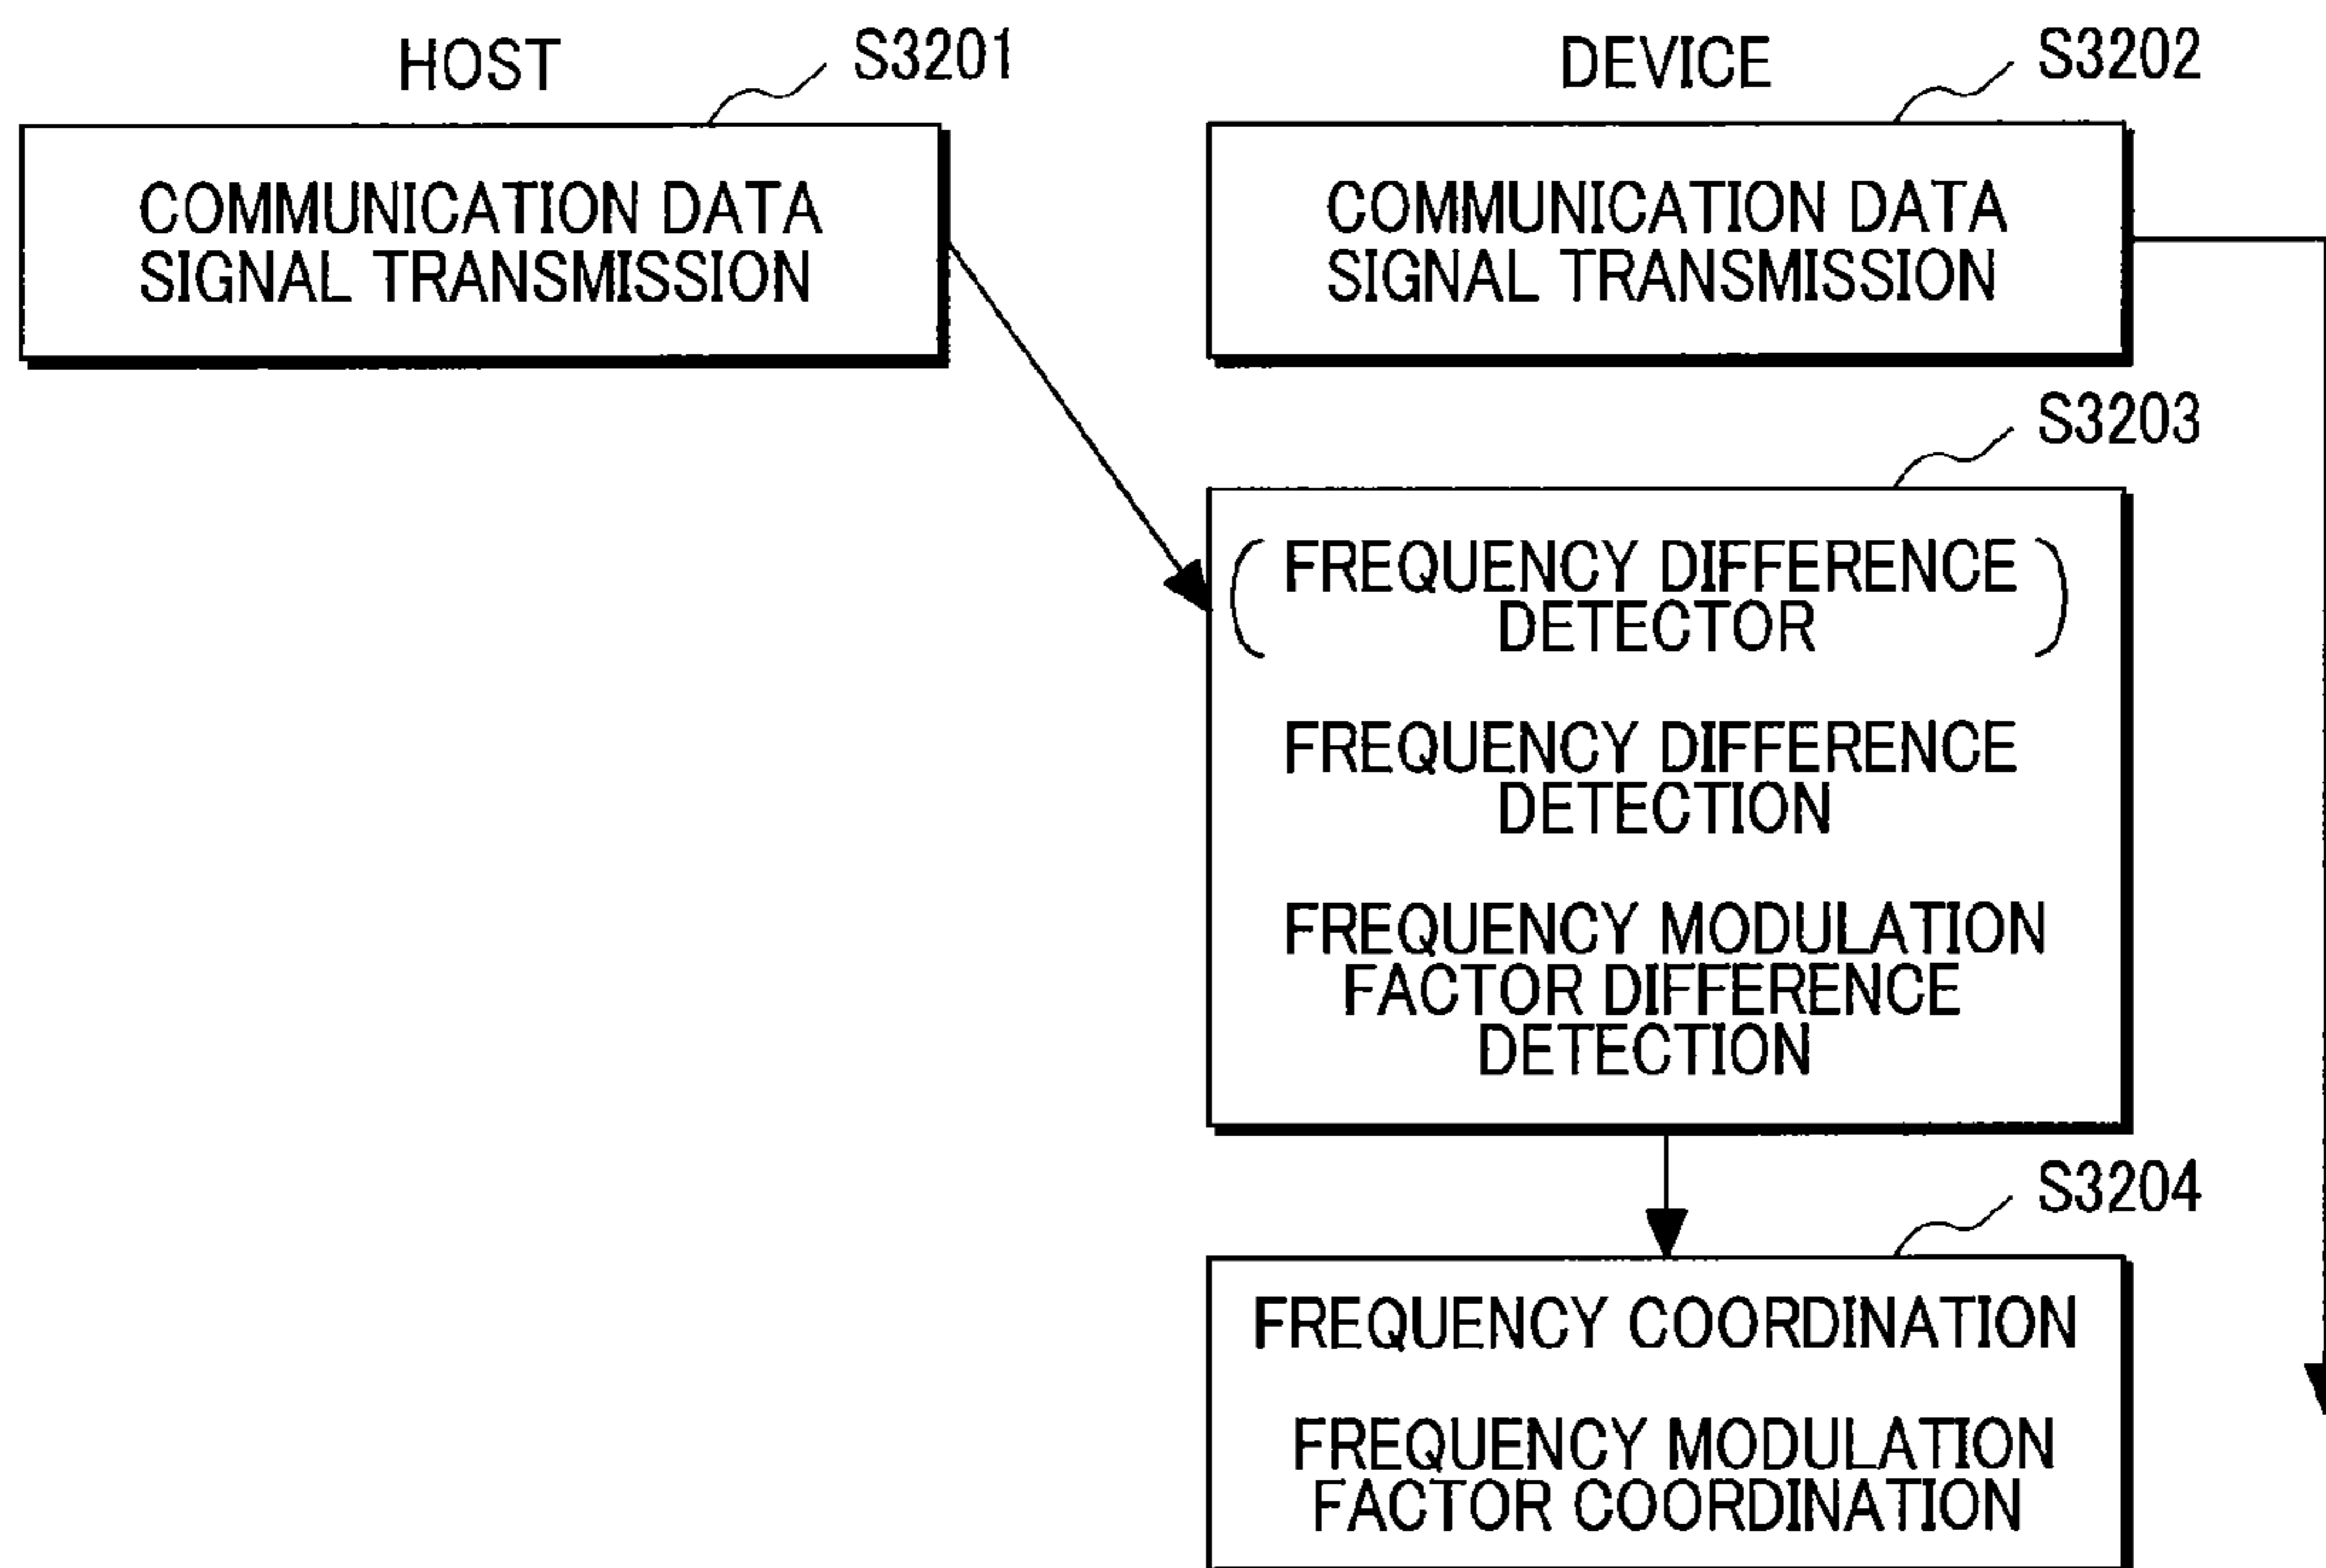 HOST
S3201
DEVICE
S3202
COMMUNICATION DATA
SIGNAL TRANSMISSION
COMMUNICATION DATA
SIGNAL TRANSMISSION
S3203
( FREQUENCY DIFFERENCE
DETECTOR )
FREQUENCY DIFFERENCE
DETECTION
FREQUENCY MODULATION
FACTOR DIFFERENCE
DETECTION
S3204
FREQUENCY COORDINATION
FREQUENCY MODULATION
FACTOR COORDINATION